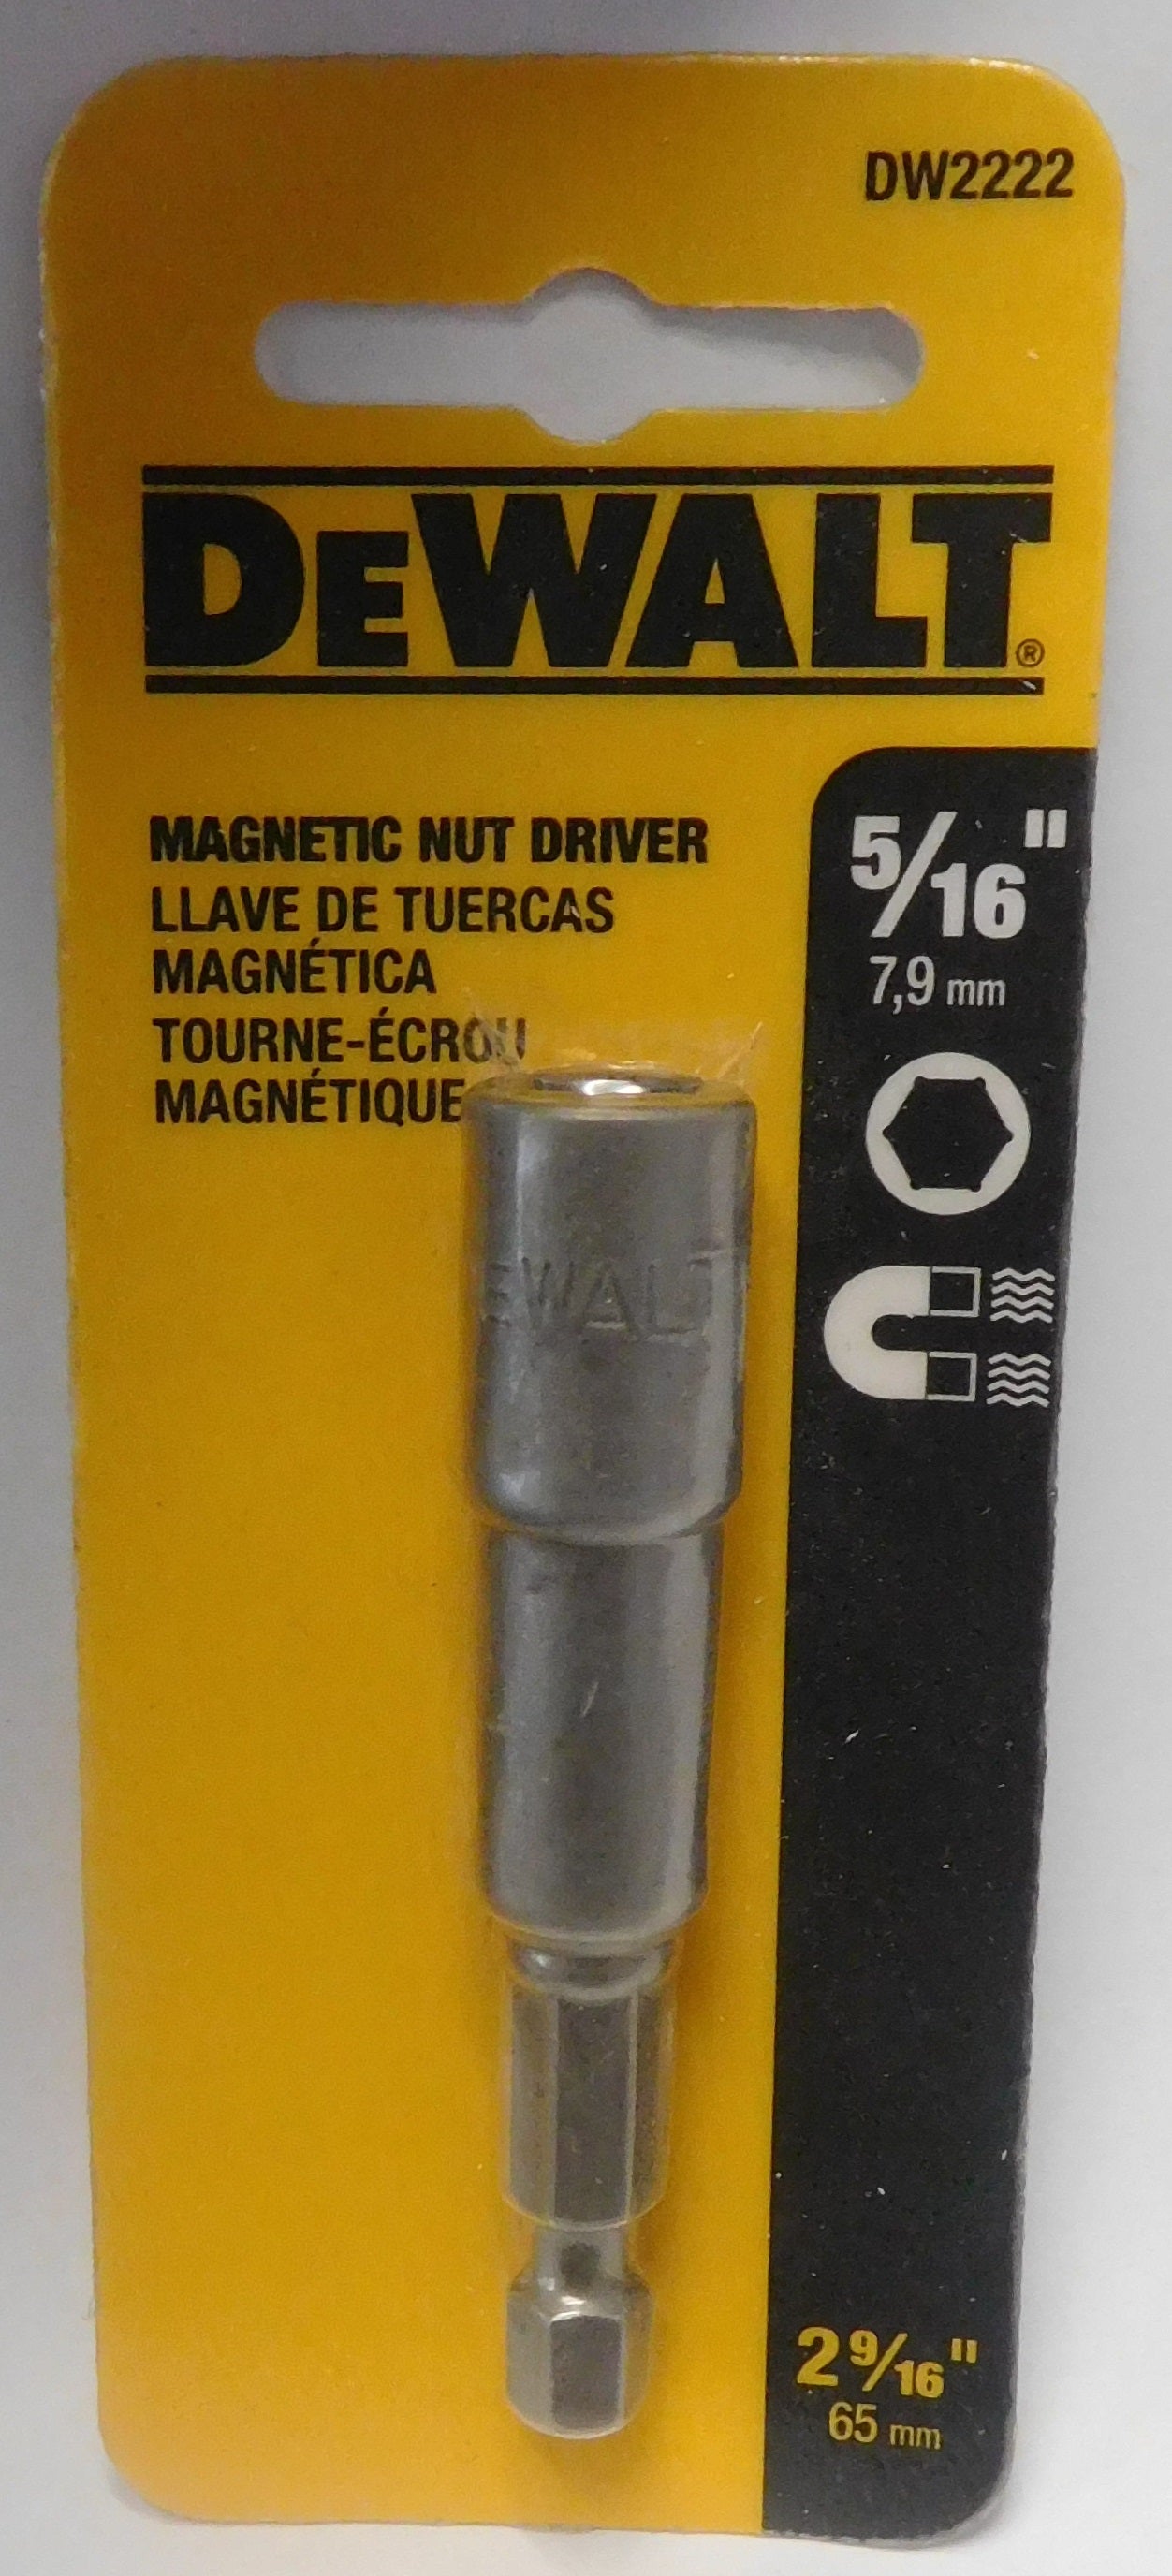 DW2222
DEWALT®
MAGNETIC NUT DRIVER
LLAVE DE TUERCAS
MAGNÉTICA
TOURNE-ÉCROU
MAGNÉTIQUE
5/16"
7,9 mm
EWALT
2 9/16"
65 mm